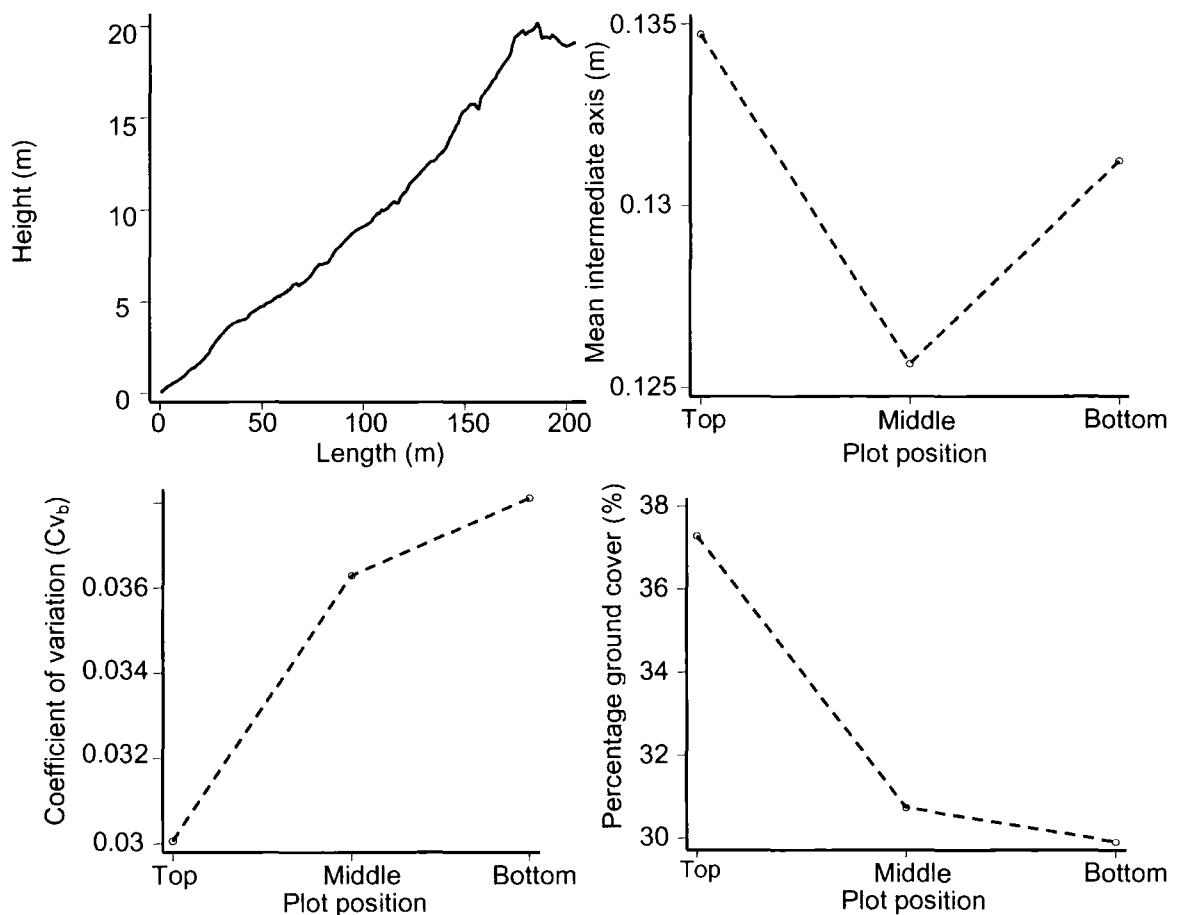 Height (m)
20
15
10
5
0
0 50 100 150 200
Length (m)
Mean intermediate axis (m)
0.135
0.13
0.125
Top Middle Bottom
Plot position
Coefficient of variation (Cvb)
0.036
0.034
0.032
0.03
Top Middle Bottom
Plot position
Percentage ground cover (%)
38
36
34
32
30
Top Middle Bottom
Plot position